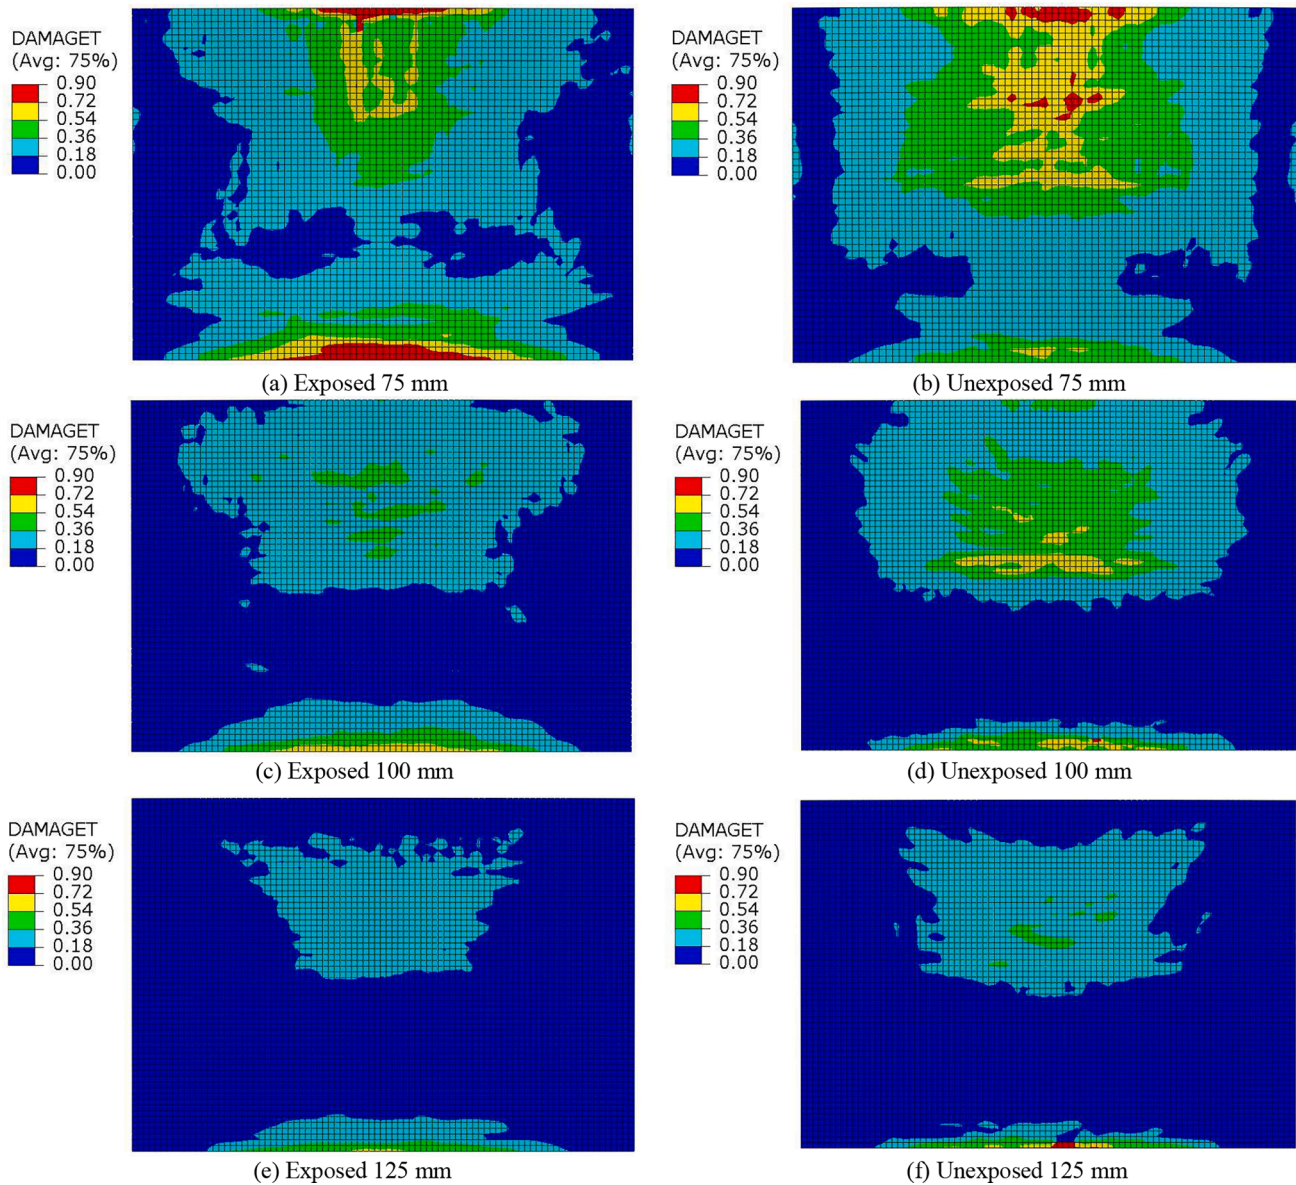 DAMAGET
(Avg: 75%)
0.90
0.72
0.54
0.36
0.18
0.00
(a) Exposed 75 mm
DAMAGET
(Avg: 75%)
0.90
0.72
0.54
0.36
0.18
0.00
(b) Unexposed 75 mm
DAMAGET
(Avg: 75%)
0.90
0.72
0.54
0.36
0.18
0.00
(c) Exposed 100 mm
DAMAGET
(Avg: 75%)
0.90
0.72
0.54
0.36
0.18
0.00
(d) Unexposed 100 mm
DAMAGET
(Avg: 75%)
0.90
0.72
0.54
0.36
0.18
0.00
(e) Exposed 125 mm
DAMAGET
(Avg: 75%)
0.90
0.72
0.54
0.36
0.18
0.00
(f) Unexposed 125 mm